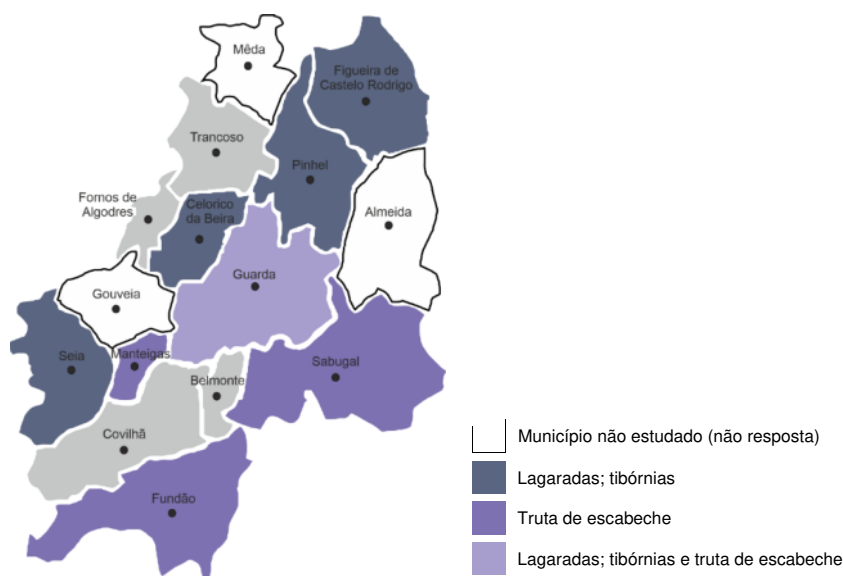 Mêda
Figueira de
Castelo Rodrigo
Trancoso
Pinhel
Fornos de
Algodres
Celorico
da Beira
Almeida
Guarda
Gouveia
Seia
Manteigas
Sabugal
Belmonte
Covilhã
Fundão
Município não estudado (não resposta)
Lagaradas; tibórnias
Truta de escabeche
Lagaradas; tibórnias e truta de escabeche